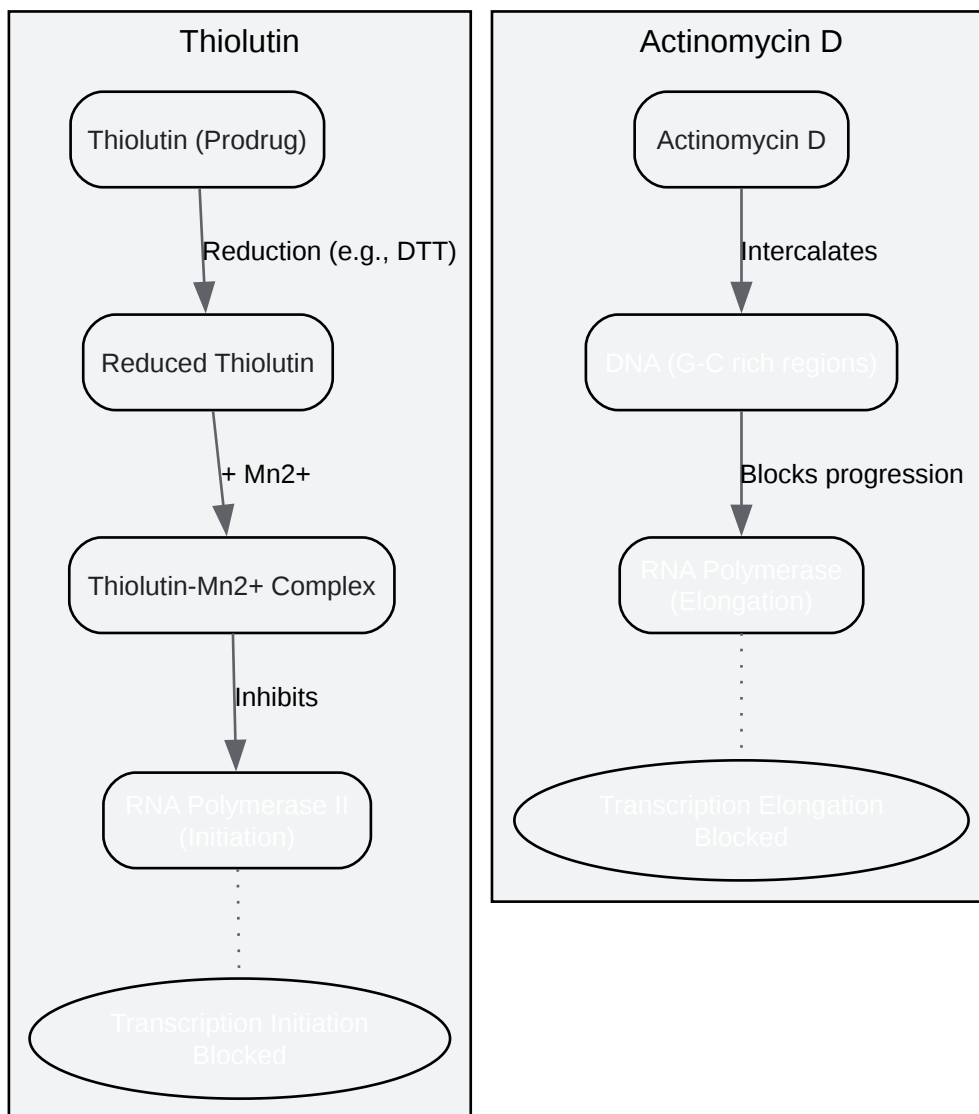 Thiolutin
Thiolutin (Prodrug)
Reduction (e.g., DTT)
Reduced Thiolutin
+ Mn2+
Thiolutin-Mn2+ Complex
Inhibits
RNA Polymerase II
(Initiation)
Transcription Initiation
Blocked
Actinomycin D
Actinomycin D
Intercalates
DNA (G-C rich regions)
Blocks progression
RNA Polymerase
(Elongation)
Transcription Elongation
Blocked